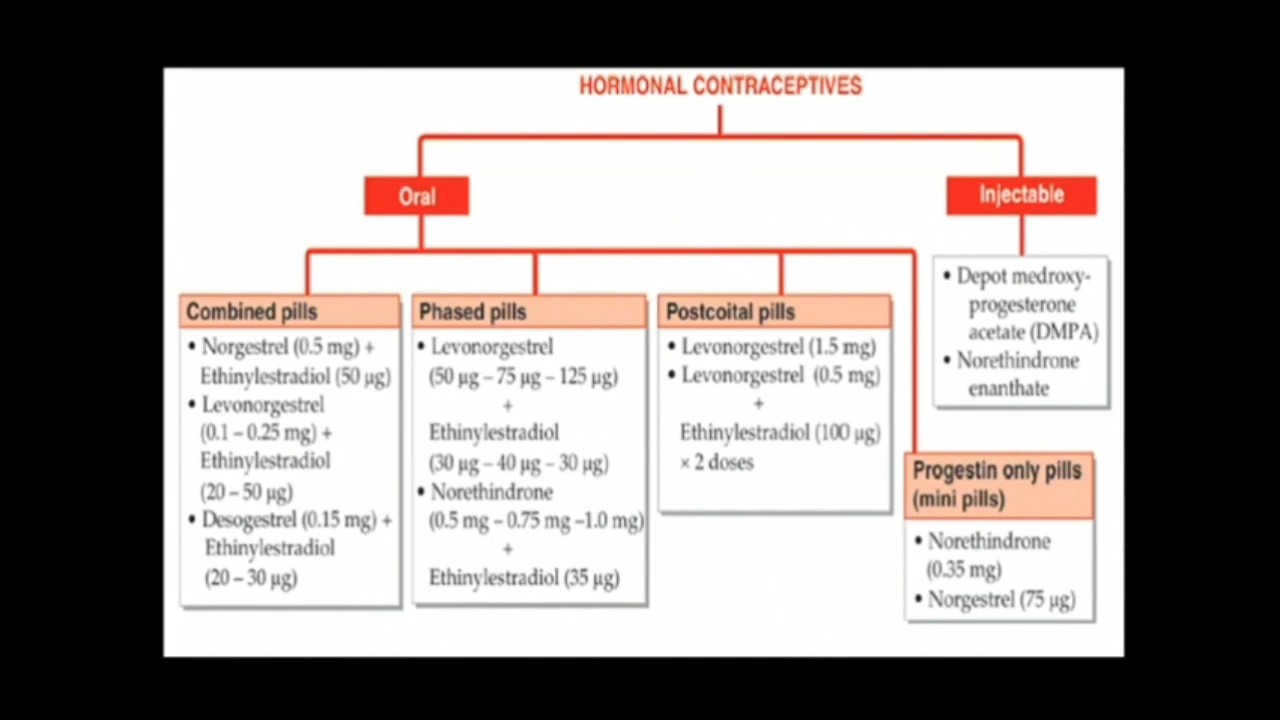 HORMONAL CONTRACEPTIVES
Oral
Injectable
Combined pills
• Norgestrel (0.5 mg) +
Ethinylestradiol (50 µg)
• Levonorgestrel
(0.1 – 0.25 mg) +
Ethinylestradiol
(20 – 50 µg)
• Desogestrel (0.15 mg) +
Ethinylestradiol
(20 – 30 µg)
Phased pills
• Levonorgestrel
(50 µg – 75 µg – 125 µg)
+
Ethinylestradiol
(30 µg – 40 µg – 30 µg)
• Norethindrone
(0.5 mg – 0.75 mg –1.0 mg)
+
Ethinylestradiol (35 µg)
Postcoital pills
• Levonorgestrel (1.5 mg)
• Levonorgestrel (0.5 mg)
+
Ethinylestradiol (100 µg)
× 2 doses
• Depot medroxy-
progesterone
acetate (DMPA)
• Norethindrone
enanthate
Progestin only pills
(mini pills)
• Norethindrone
(0.35 mg)
• Norgestrel (75 µg)